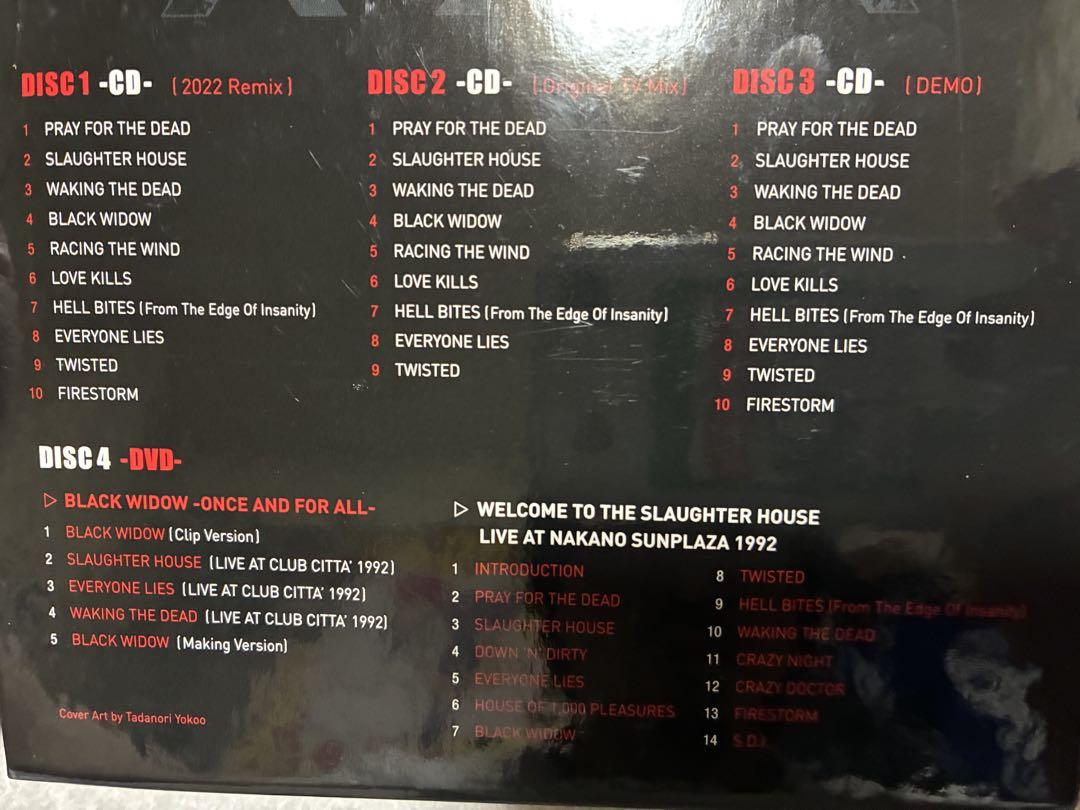 DISC 1 -CD- [2022 Remix]
1 PRAY FOR THE DEAD
2 SLAUGHTER HOUSE
3 WAKING THE DEAD
4 BLACK WIDOW
5 RACING THE WIND
6 LOVE KILLS
7 HELL BITES (From The Edge Of Insanity)
8 EVERYONE LIES
9 TWISTED
10 FIRESTORM
DISC 2 -CD- [Original TV Mix]
1 PRAY FOR THE DEAD
2 SLAUGHTER HOUSE
3 WAKING THE DEAD
4 BLACK WIDOW
5 RACING THE WIND
6 LOVE KILLS
7 HELL BITES (From The Edge Of Insanity)
8 EVERYONE LIES
9 TWISTED
DISC 3 -CD- [DEMO]
1 PRAY FOR THE DEAD
2 SLAUGHTER HOUSE
3 WAKING THE DEAD
4 BLACK WIDOW
5 RACING THE WIND
6 LOVE KILLS
7 HELL BITES (From The Edge Of Insanity)
8 EVERYONE LIES
9 TWISTED
10 FIRESTORM
DISC 4 -DVD-
▷ BLACK WIDOW -ONCE AND FOR ALL-
1 BLACK WIDOW (Clip Version)
2 SLAUGHTER HOUSE (LIVE AT CLUB CITTA' 1992)
3 EVERYONE LIES (LIVE AT CLUB CITTA' 1992)
4 WAKING THE DEAD (LIVE AT CLUB CITTA' 1992)
5 BLACK WIDOW (Making Version)
▷ WELCOME TO THE SLAUGHTER HOUSE
LIVE AT NAKANO SUNPLAZA 1992
1 INTRODUCTION
2 PRAY FOR THE DEAD
3 SLAUGHTER HOUSE
4 DOWN 'N' DIRTY
5 EVERYONE LIES
6 HOUSE OF 1,000 PLEASURES
7 BLACK WIDOW
8 TWISTED
9 HELL BITES (From The Edge Of Insanity)
10 WAKING THE DEAD
11 CRAZY NIGHT
12 CRAZY DOCTOR
13 FIRESTORM
14 S.D.I.
Cover Art by Tadanori Yokoo